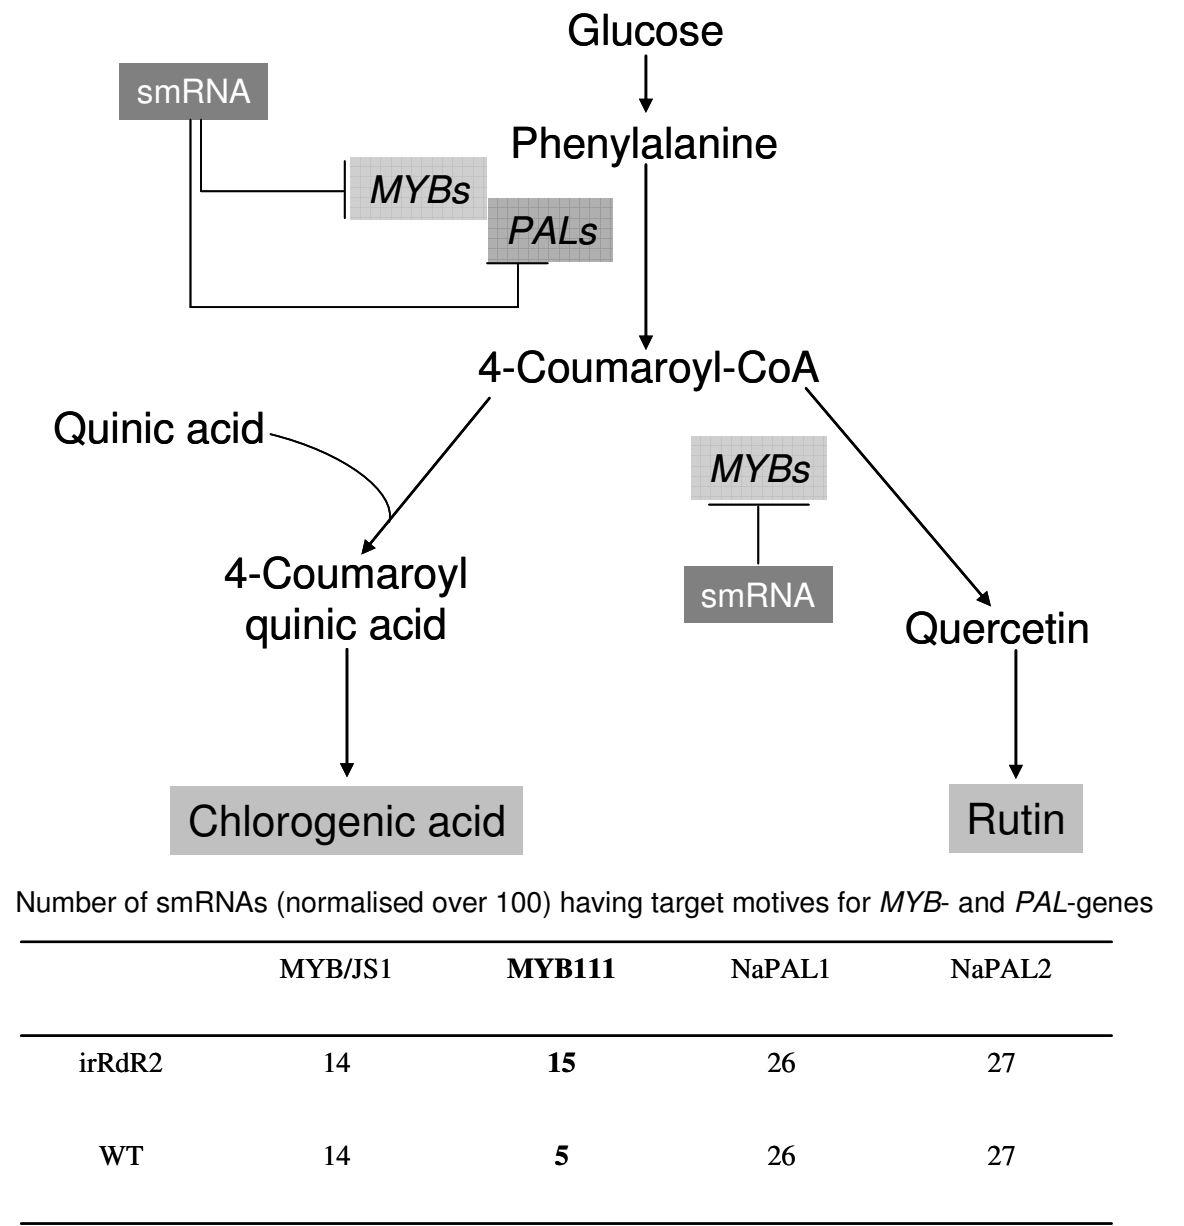 Glucose
smRNA
Phenylalanine
MYBs
PALs
4-Coumaroyl-CoA
Quinic acid
MYBs
4-Coumaroyl
quinic acid
smRNA
Quercetin
Chlorogenic acid
Rutin
Number of smRNAs (normalised over 100) having target motives for MYB- and PAL-genes
MYB/JS1 MYB111 NaPAL1 NaPAL2
irRdR2 14 15 26 27
WT 14 5 26 27